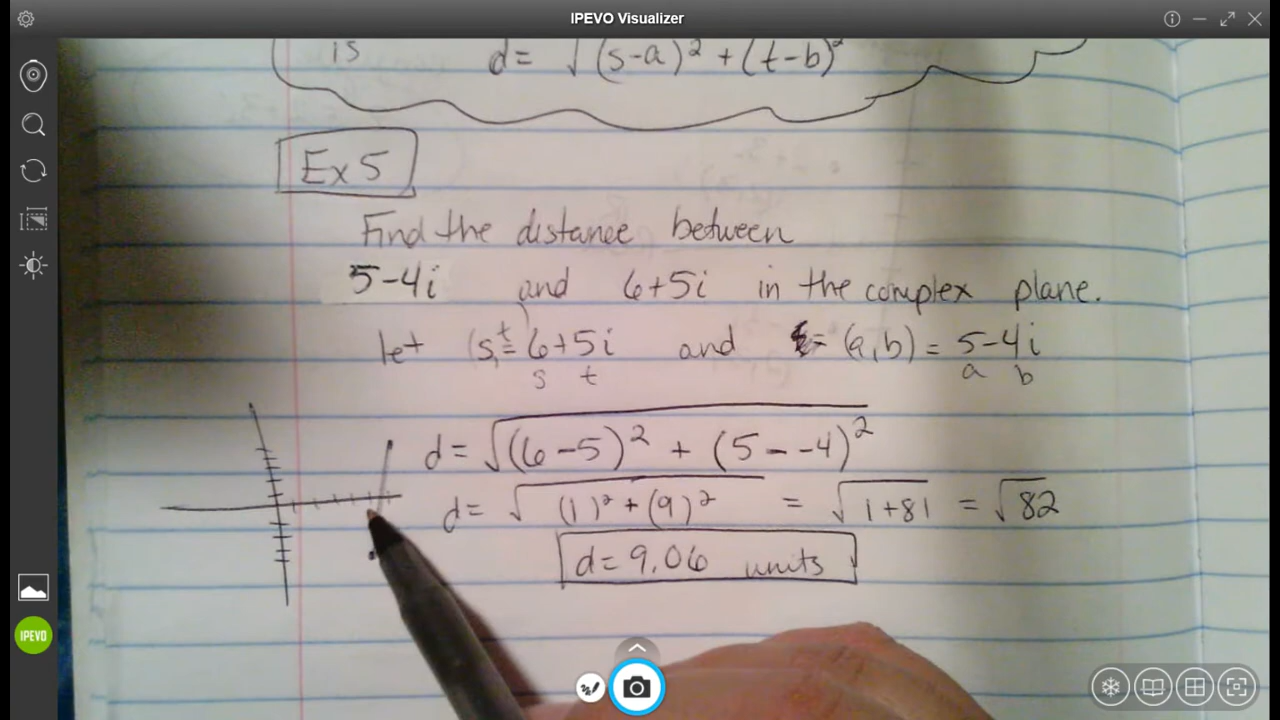 IPEVO Visualizer
is d = √(s-a)² + (t-b)²
Ex 5
Find the distance between
5-4i and 6+5i in the complex plane.
let (s,t = 6+5i and = (a,b) = 5-4i
s t a b
d = √(6-5)² + (5--4)²
d = √(1)² + (9)² = √1+81 = √82
d = 9.06 units
IPEVO